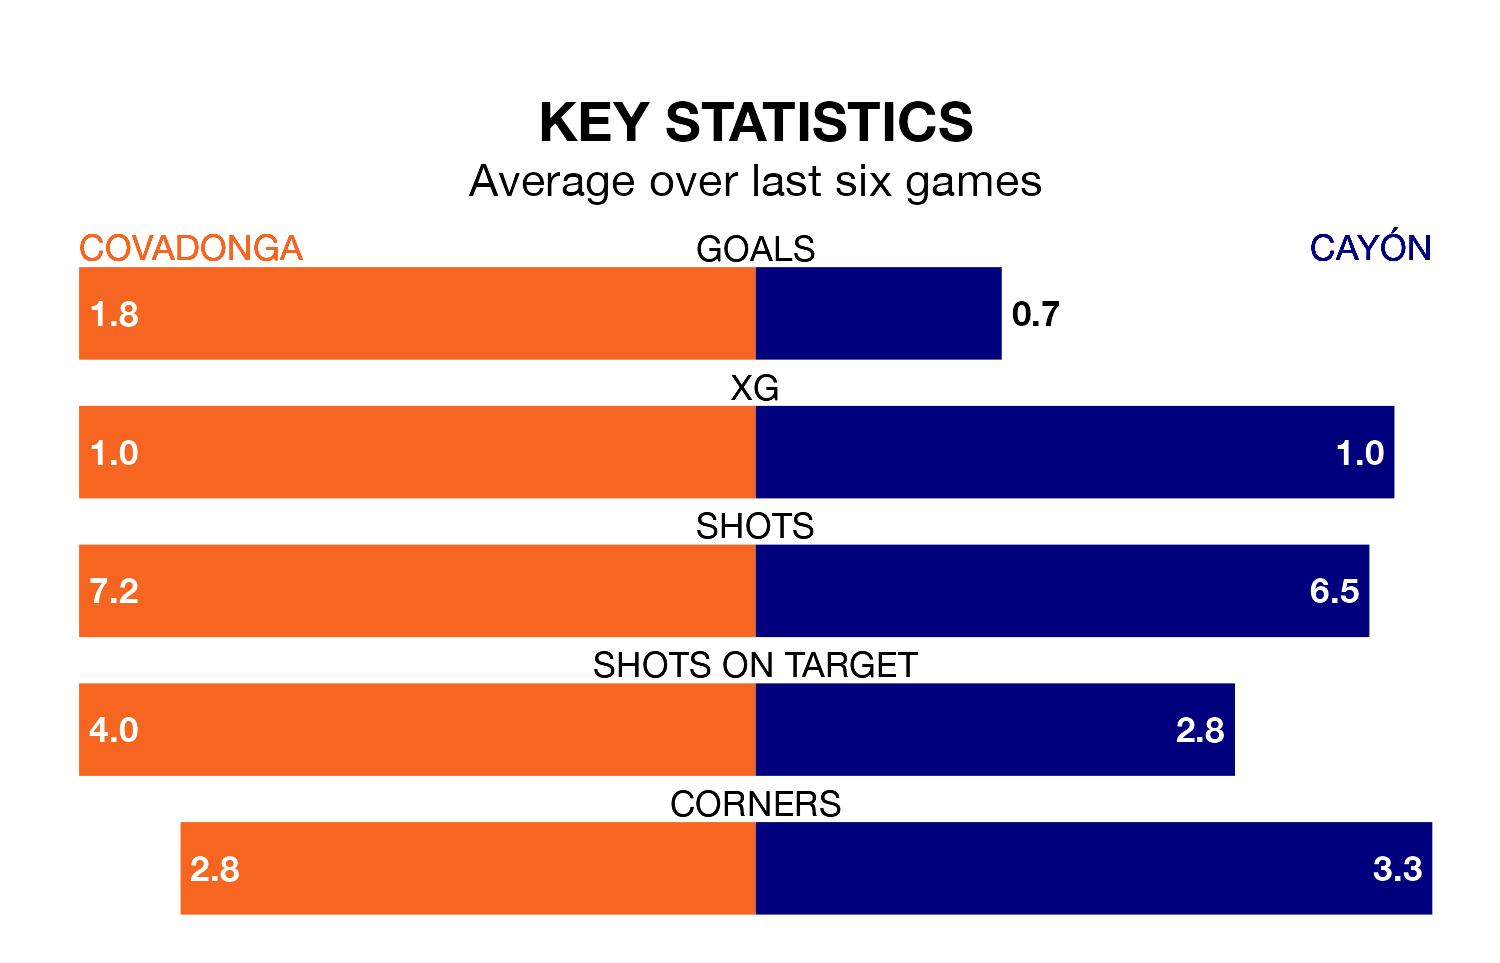 KEY STATISTICS
Average over last six games
COVADONGA GOALS CAYÓN
1.8 0.7
XG
1.0 1.0
SHOTS
7.2 6.5
SHOTS ON TARGET
4.0 2.8
CORNERS
2.8 3.3